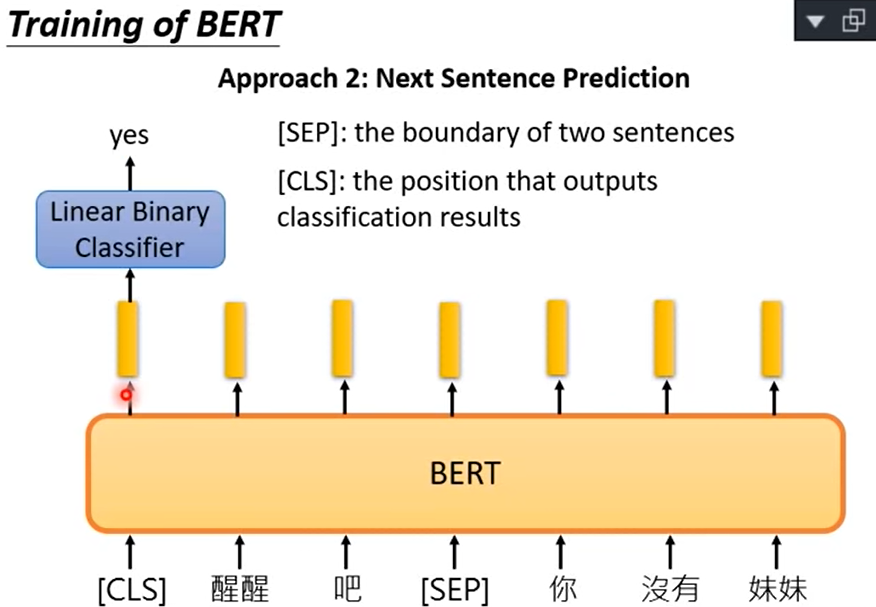 Training of BERT
Approach 2: Next Sentence Prediction
yes
[SEP]: the boundary of two sentences
[CLS]: the position that outputs
classification results
Linear Binary
Classifier
BERT
[CLS] 醒醒 吧 [SEP] 你 沒有 妹妹